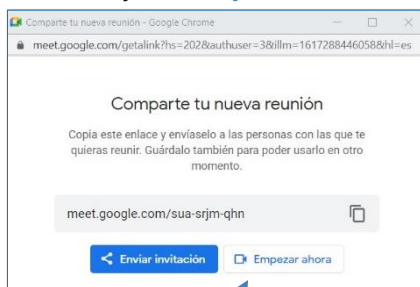 Comparte tu nueva reunión - Google Chrome
meet.google.com/getalink?hs=202&authuser=3&illm=1617288446058&hl=es
Comparte tu nueva reunión
Copia este enlace y envíaselo a las personas con las que te
quieras reunir. Guárdalo también para poder usarlo en otro
momento.
meet.google.com/sua-srjm-qhn
Enviar invitación
Empezar ahora